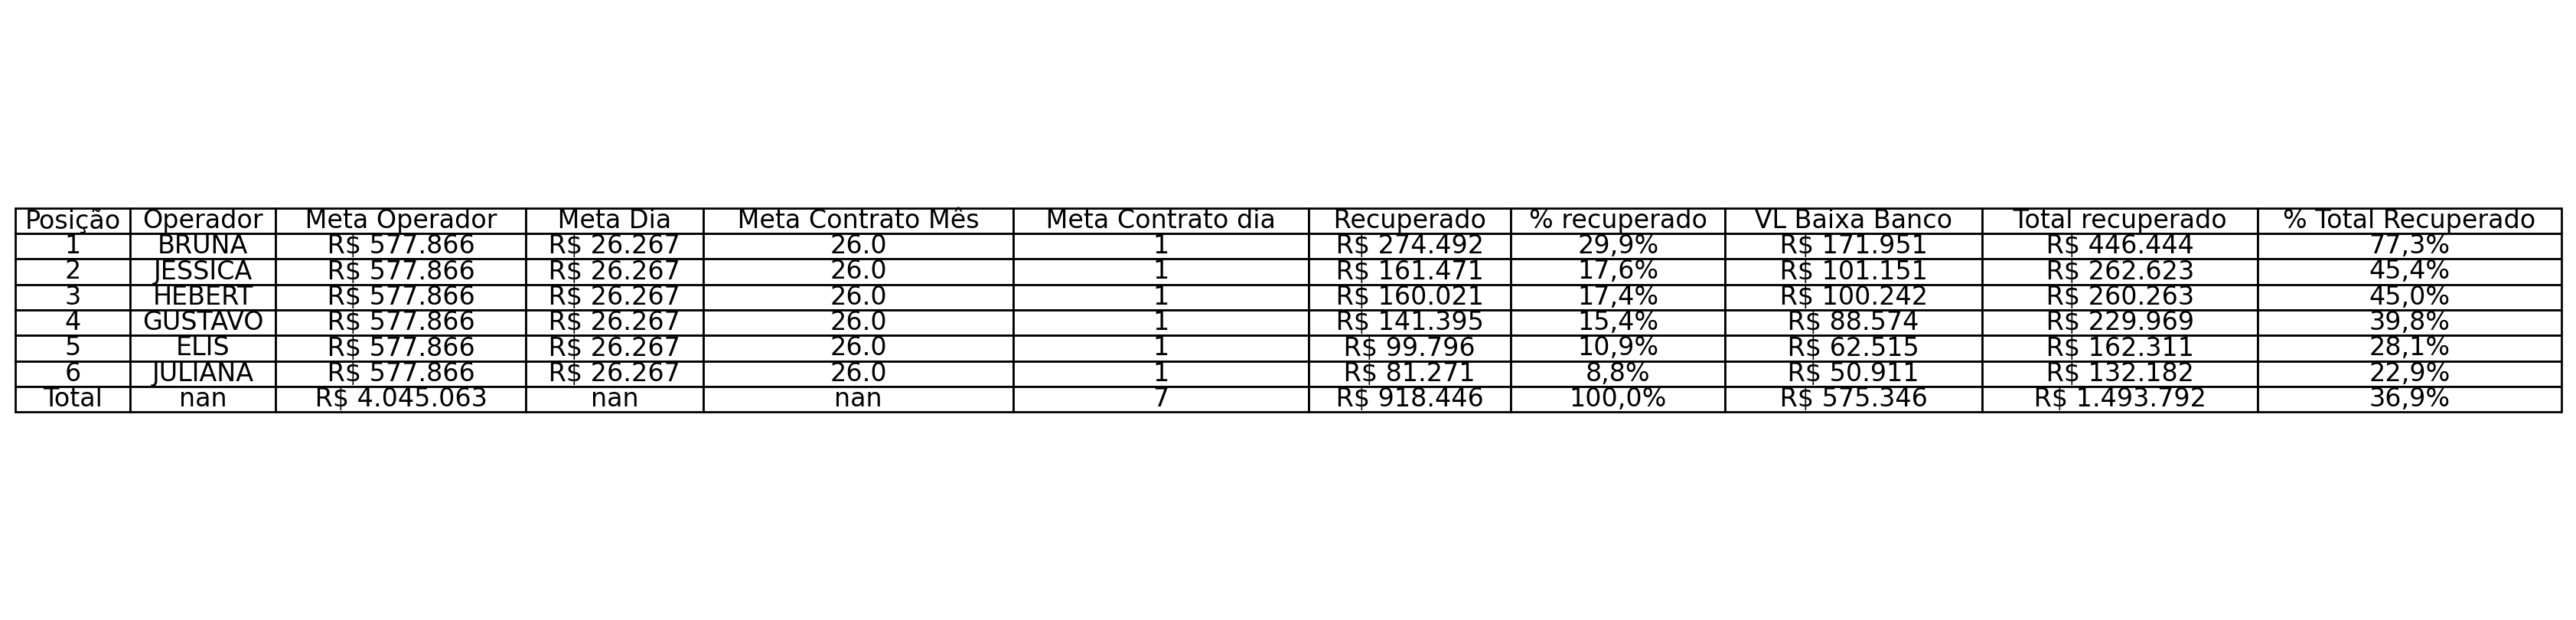 Posição Operador Meta Operador Meta Dia Meta Contrato Mês Meta Contrato dia Recuperado % recuperado VL Baixa Banco Total recuperado % Total Recuperado
1 BRUNA R$ 577.866 R$ 26.267 26.0 1 R$ 274.492 29,9% R$ 171.951 R$ 446.444 77,3%
2 JESSICA R$ 577.866 R$ 26.267 26.0 1 R$ 161.471 17,6% R$ 101.151 R$ 262.623 45,4%
3 HEBERT R$ 577.866 R$ 26.267 26.0 1 R$ 160.021 17,4% R$ 100.242 R$ 260.263 45,0%
4 GUSTAVO R$ 577.866 R$ 26.267 26.0 1 R$ 141.395 15,4% R$ 88.574 R$ 229.969 39,8%
5 ELIS R$ 577.866 R$ 26.267 26.0 1 R$ 99.796 10,9% R$ 62.515 R$ 162.311 28,1%
6 JULIANA R$ 577.866 R$ 26.267 26.0 1 R$ 81.271 8,8% R$ 50.911 R$ 132.182 22,9%
Total nan R$ 4.045.063 nan nan 7 R$ 918.446 100,0% R$ 575.346 R$ 1.493.792 36,9%